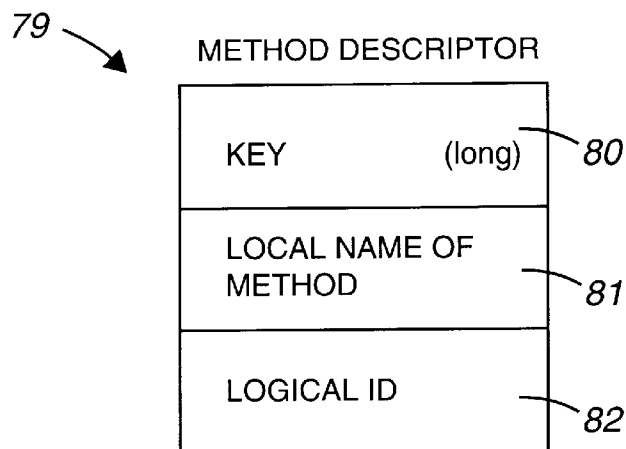 79
METHOD DESCRIPTOR
KEY (long) 80
LOCAL NAME OF
METHOD 81
LOGICAL ID
82